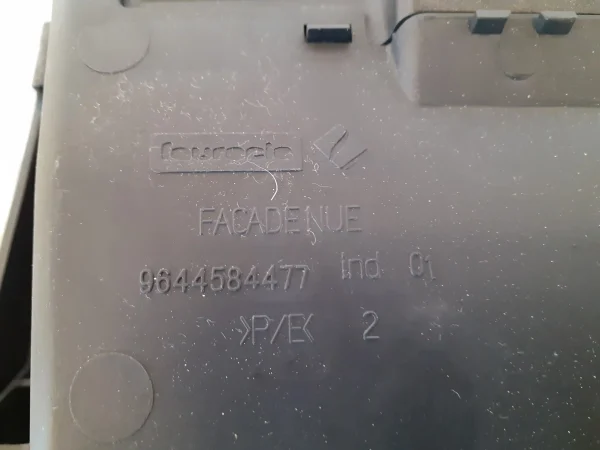 faurecia
FACADE NUE
9644584477 Ind 01
>P/E< 2